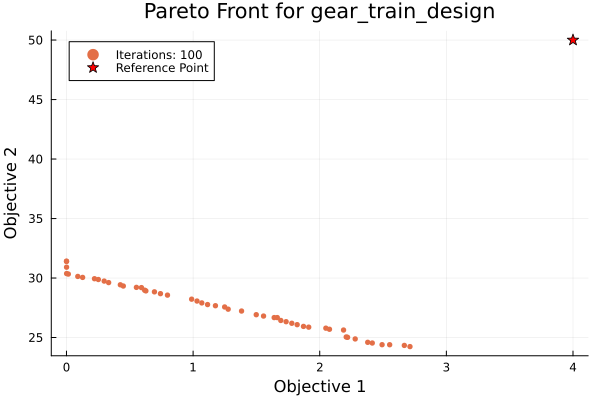 Pareto Front for gear_train_design
Iterations: 100
Reference Point
50
45
40
35
30
25
Objective 2
0 1 2 3 4
Objective 1